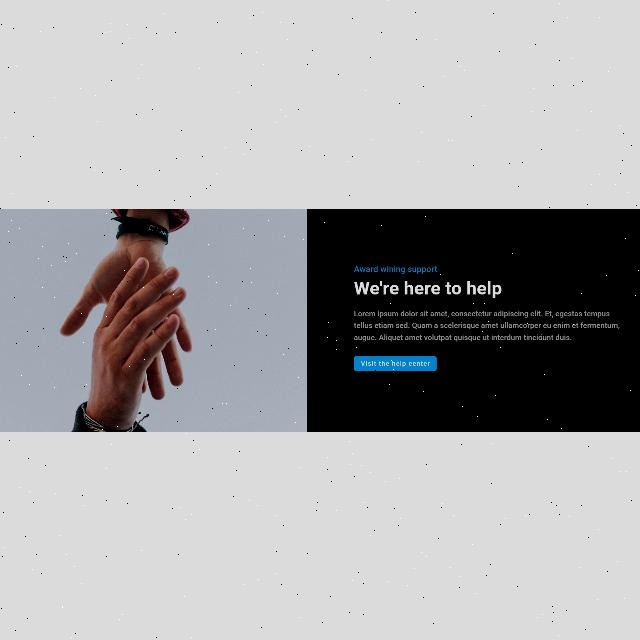 Award wining support
We're here to help
Lorem ipsum dolor sit amet, consectetur adipiscing elit. Et, egestas tempus
tellus etiam sed. Quam a scelerisque amet ullamcorper eu enim et fermentum,
augue. Aliquet amet volutpat quisque ut interdum tincidunt duis.
Visit the help center